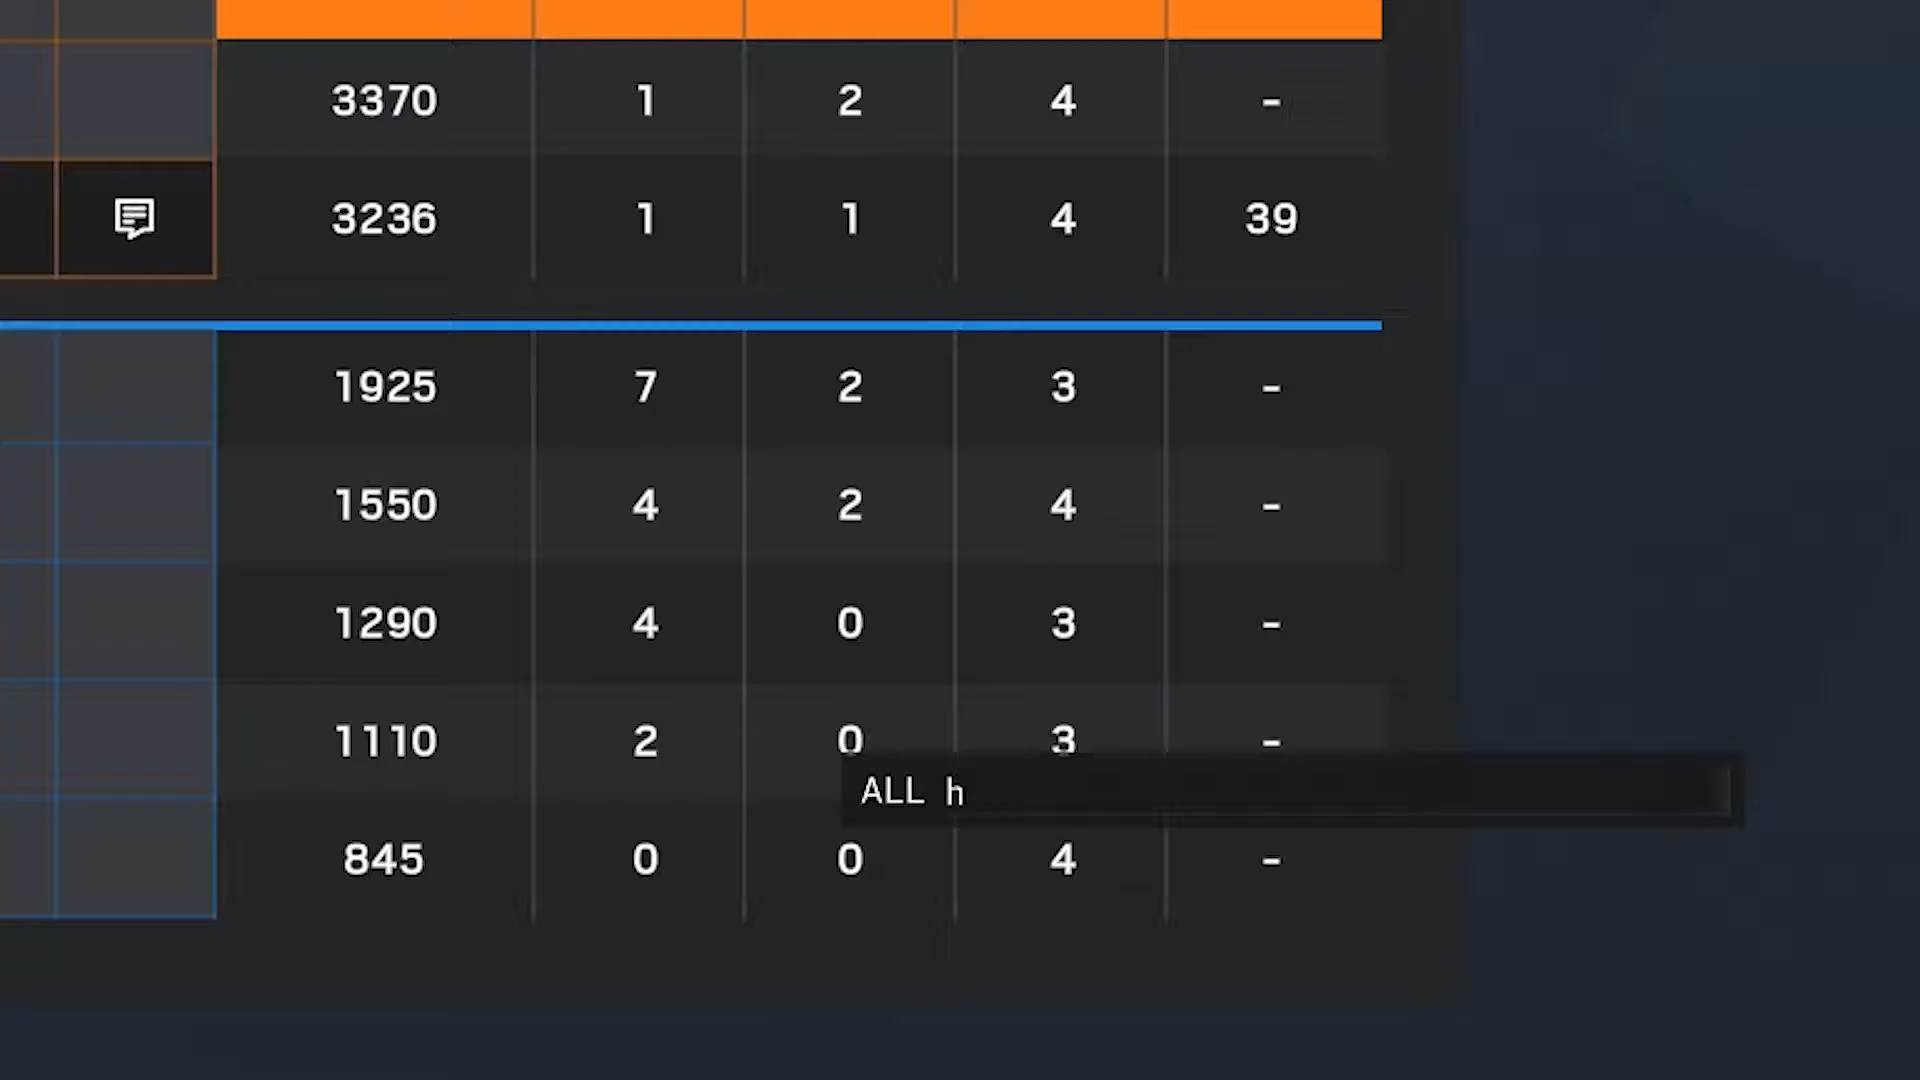 3370 1 2 4 -
3236 1 1 4 39
1925 7 2 3 -
1550 4 2 4 -
1290 4 0 3 -
1110 2 0 3 -
ALL h
845 0 0 4 -